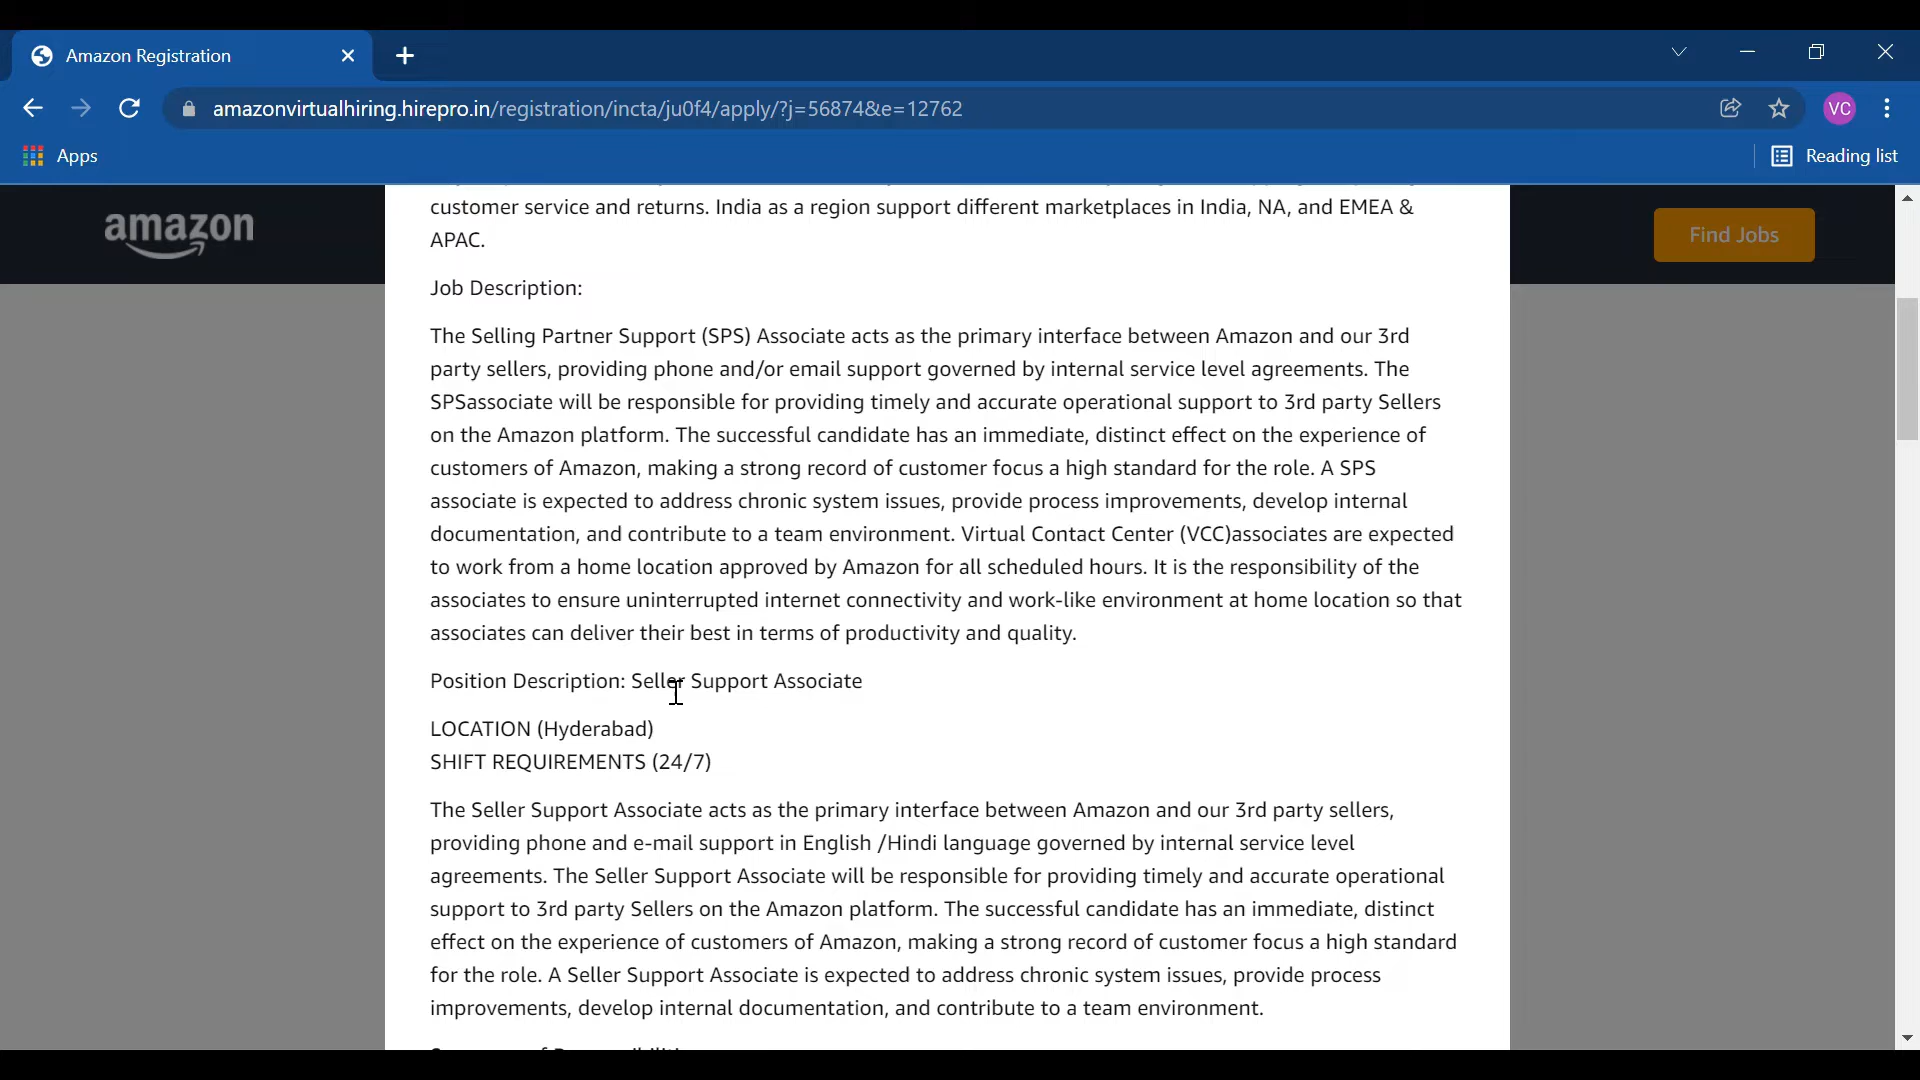 Amazon Registration
amazonvirtualhiring.hirepro.in/registration/incta/ju0f4/apply/?j=56874&e=12762
VC
Apps
Reading list
amazon
Find Jobs
customer service and returns. India as a region support different marketplaces in India, NA, and EMEA &
APAC.
Job Description:
The Selling Partner Support (SPS) Associate acts as the primary interface between Amazon and our 3rd
party sellers, providing phone and/or email support governed by internal service level agreements. The
SPSassociate will be responsible for providing timely and accurate operational support to 3rd party Sellers
on the Amazon platform. The successful candidate has an immediate, distinct effect on the experience of
customers of Amazon, making a strong record of customer focus a high standard for the role. A SPS
associate is expected to address chronic system issues, provide process improvements, develop internal
documentation, and contribute to a team environment. Virtual Contact Center (VCC)associates are expected
to work from a home location approved by Amazon for all scheduled hours. It is the responsibility of the
associates to ensure uninterrupted internet connectivity and work-like environment at home location so that
associates can deliver their best in terms of productivity and quality.
Position Description: Seller Support Associate
LOCATION (Hyderabad)
SHIFT REQUIREMENTS (24/7)
The Seller Support Associate acts as the primary interface between Amazon and our 3rd party sellers,
providing phone and e-mail support in English /Hindi language governed by internal service level
agreements. The Seller Support Associate will be responsible for providing timely and accurate operational
support to 3rd party Sellers on the Amazon platform. The successful candidate has an immediate, distinct
effect on the experience of customers of Amazon, making a strong record of customer focus a high standard
for the role. A Seller Support Associate is expected to address chronic system issues, provide process
improvements, develop internal documentation, and contribute to a team environment.